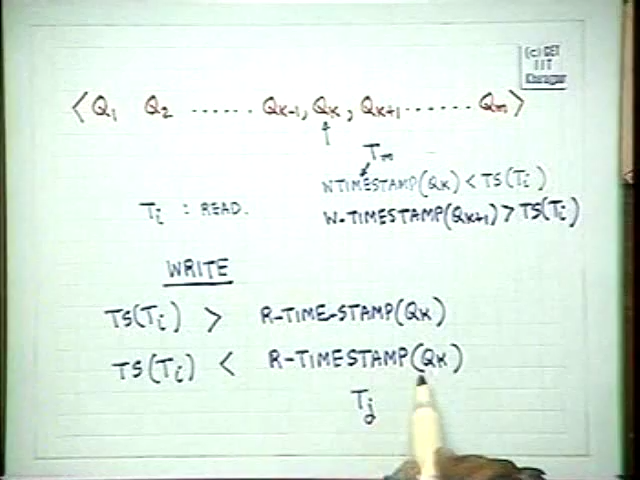 (c) CET
IIT
Kharagpur
<Q1 Q2 ...... Qk-1, Qk, Qk+1 ...... Qm>
↑
Tm
WTIMESTAMP(Qk) < TS(Ti)
Ti : READ.
W-TIMESTAMP(Qk+1) > TS(Ti)
WRITE
TS(Ti) > R-TIME-STAMP(Qk)
TS(Ti) < R-TIMESTAMP(Qk)
Tj